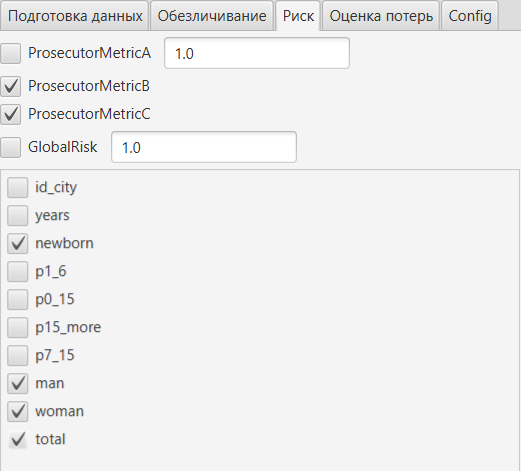 Подготовка данных Обезличивание Риск Оценка потерь Config
ProsecutorMetricA 1.0
ProsecutorMetricB
ProsecutorMetricC
GlobalRisk 1.0
id_city
years
newborn
p1_6
p0_15
p15_more
p7_15
man
woman
total